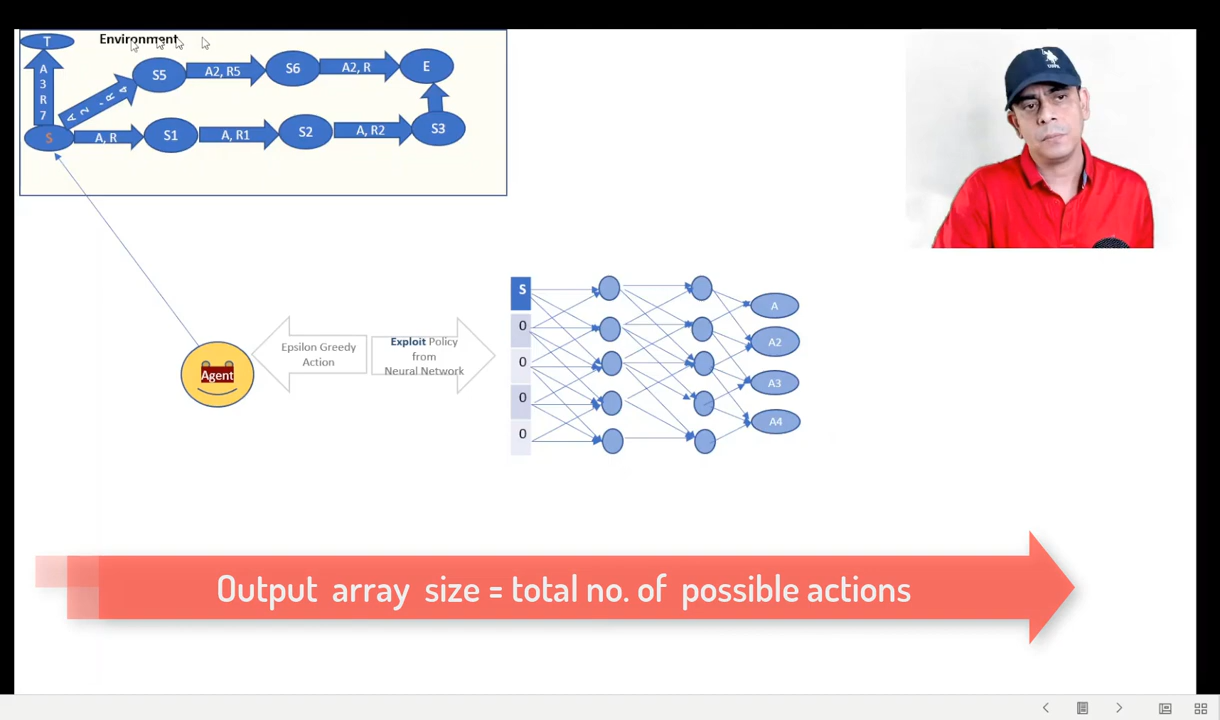 Environment
T
A
3
R
7
A2, R4
S
A, R
S5
A2, R5
S6
A2, R
E
S1
A, R1
S2
A, R2
S3
Agent
Epsilon Greedy
Action
Exploit Policy
from
Neural Network
S
0
0
0
0
A
A2
A3
A4
Output array size = total no. of possible actions